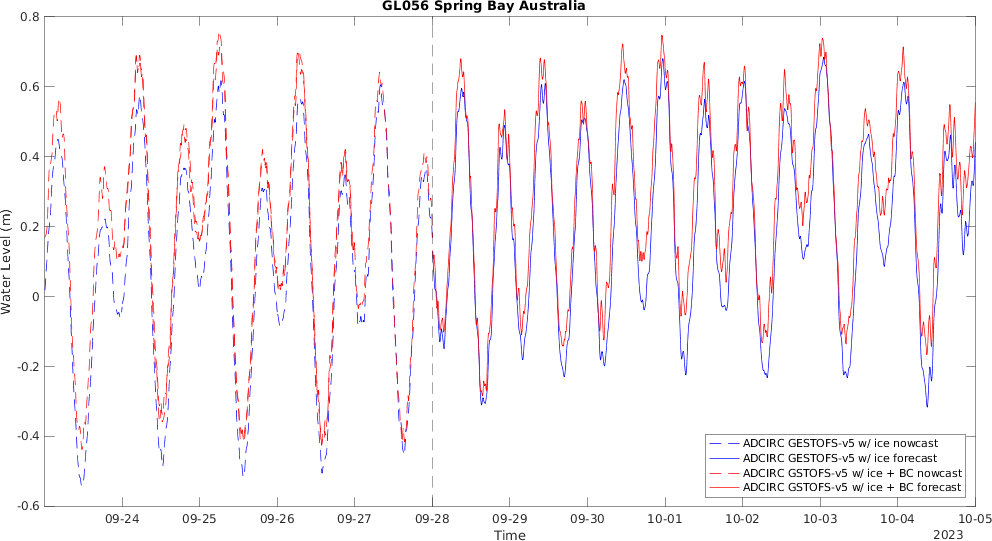 GL056 Spring Bay Australia
0.8
0.6
0.4
0.2
0
-0.2
-0.4
-0.6
Water Level (m)
ADCIRC GESTOFS-v5 w/ ice nowcast
ADCIRC GESTOFS-v5 w/ ice forecast
ADCIRC GSTOFS-v5 w/ ice + BC nowcast
ADCIRC GSTOFS-v5 w/ ice + BC forecast
09-24 09-25 09-26 09-27 09-28 09-29 09-30 10-01 10-02 10-03 10-04 10-05
Time
2023